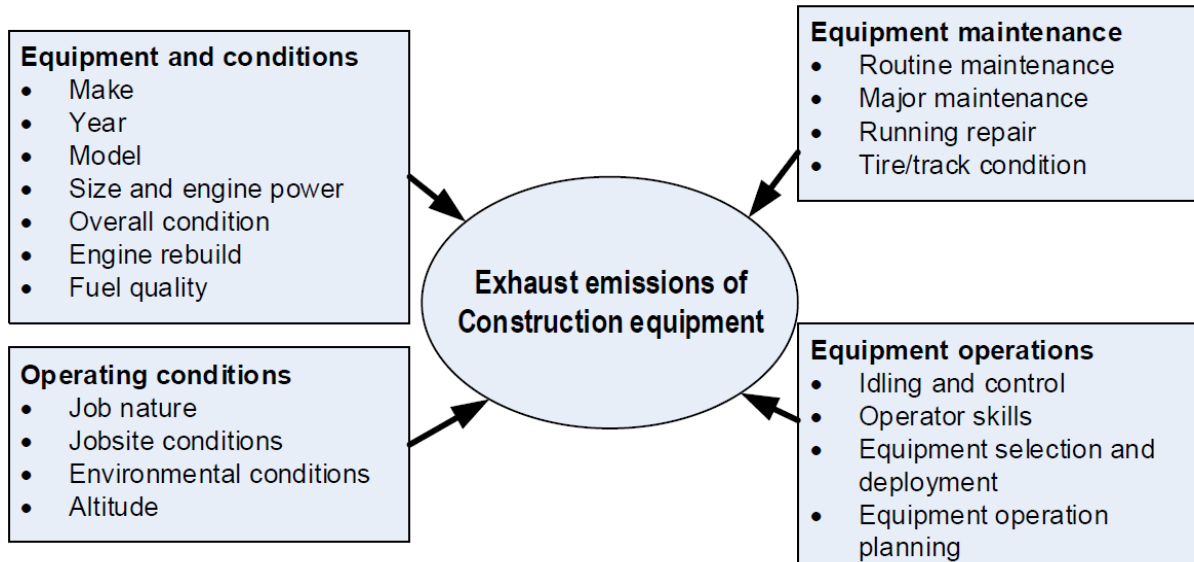 Equipment and conditions
• Make
• Year
• Model
• Size and engine power
• Overall condition
• Engine rebuild
• Fuel quality
Operating conditions
• Job nature
• Jobsite conditions
• Environmental conditions
• Altitude
Exhaust emissions of
Construction equipment
Equipment maintenance
• Routine maintenance
• Major maintenance
• Running repair
• Tire/track condition
Equipment operations
• Idling and control
• Operator skills
• Equipment selection and
deployment
• Equipment operation
planning